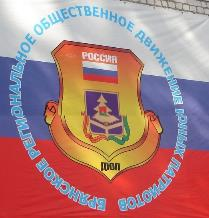 БРЯНСКОЕ РЕГИОНАЛЬНОЕ ОБЩЕСТВЕННОЕ ДВИЖЕНИЕ ЮНЫХ ПАТРИОТОВ
РОССИЯ